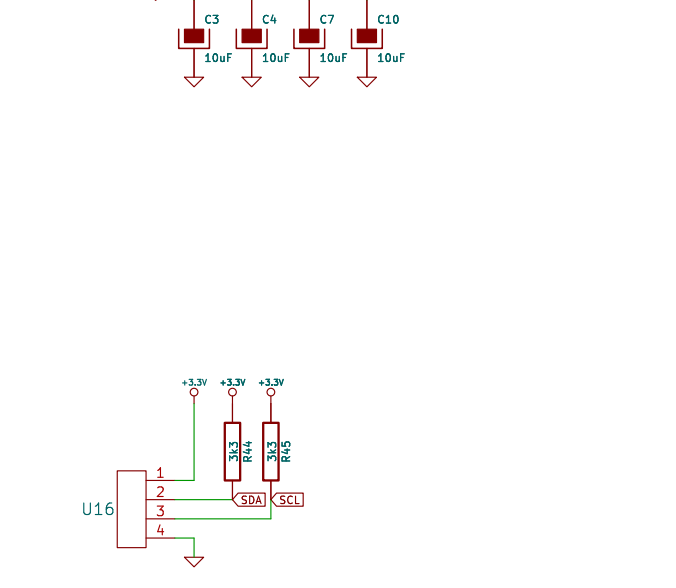 C3 C4 C7 C10
10uF 10uF 10uF 10uF
+3.3V +3.3V +3.3V
3k3 R44 3k3 R45
1
2 SDA SCL
U16
3
4